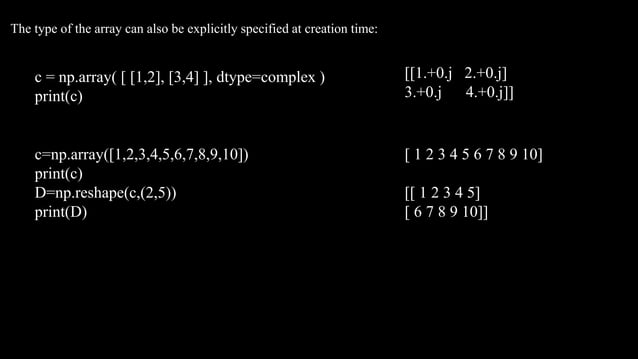 The type of the array can also be explicitly specified at creation time:
c = np.array( [ [1,2], [3,4] ], dtype=complex )
print(c)
[[1.+0.j 2.+0.j]
3.+0.j 4.+0.j]]
c=np.array([1,2,3,4,5,6,7,8,9,10])
print(c)
D=np.reshape(c,(2,5))
print(D)
[ 1 2 3 4 5 6 7 8 9 10]
[[ 1 2 3 4 5]
[ 6 7 8 9 10]]